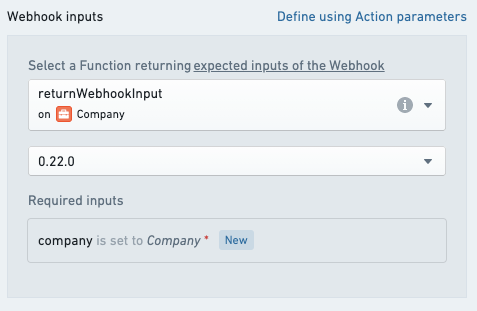 Webhook inputs
Define using Action parameters
Select a Function returning expected inputs of the Webhook
returnWebhookInput
on Company
0.22.0
Required inputs
company is set to Company * New